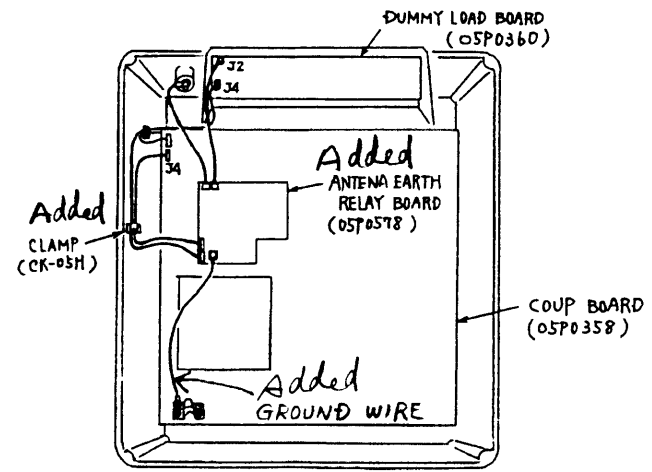 DUMMY LOAD BOARD
(05P0360)
J2
J4
J4
Added
ANTENA EARTH
RELAY BOARD
(05P0578)
Added
CLAMP
(CK-05H)
COUP BOARD
(05P0358)
Added
GROUND WIRE